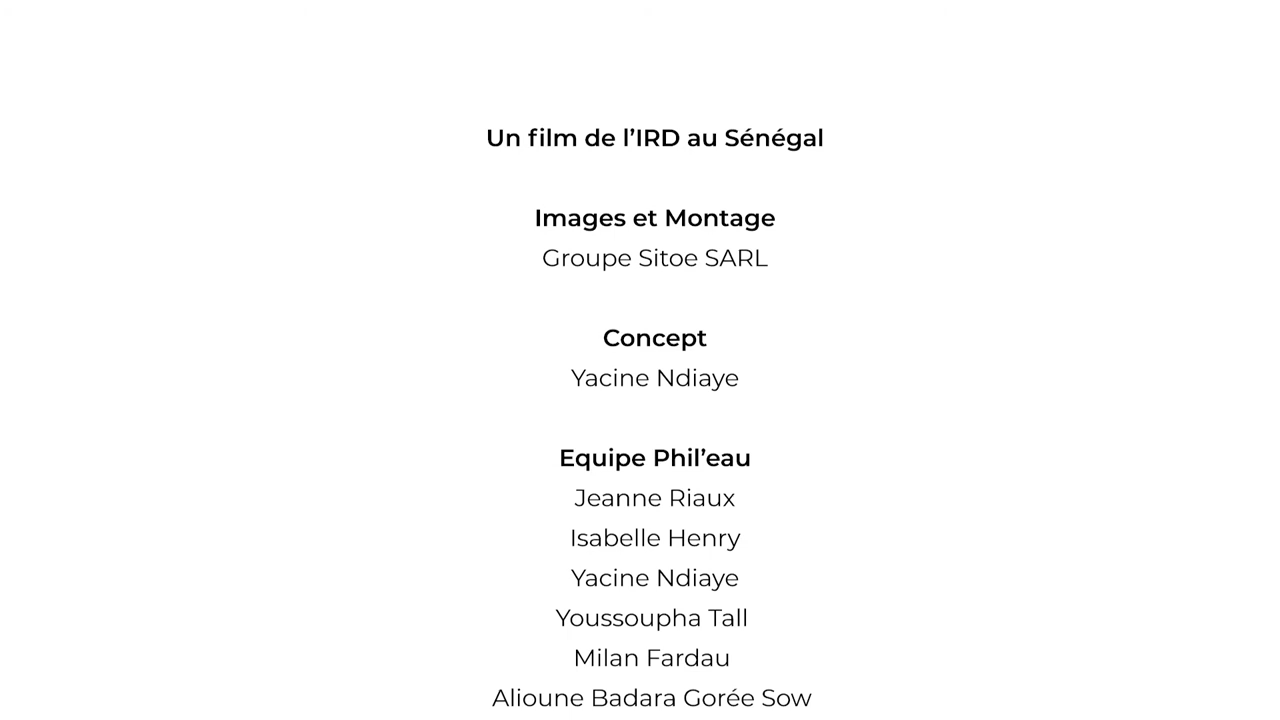 Un film de l’IRD au Sénégal
Images et Montage
Groupe Sitoe SARL
Concept
Yacine Ndiaye
Equipe Phil’eau
Jeanne Riaux
Isabelle Henry
Yacine Ndiaye
Youssoupha Tall
Milan Fardau
Alioune Badara Gorée Sow